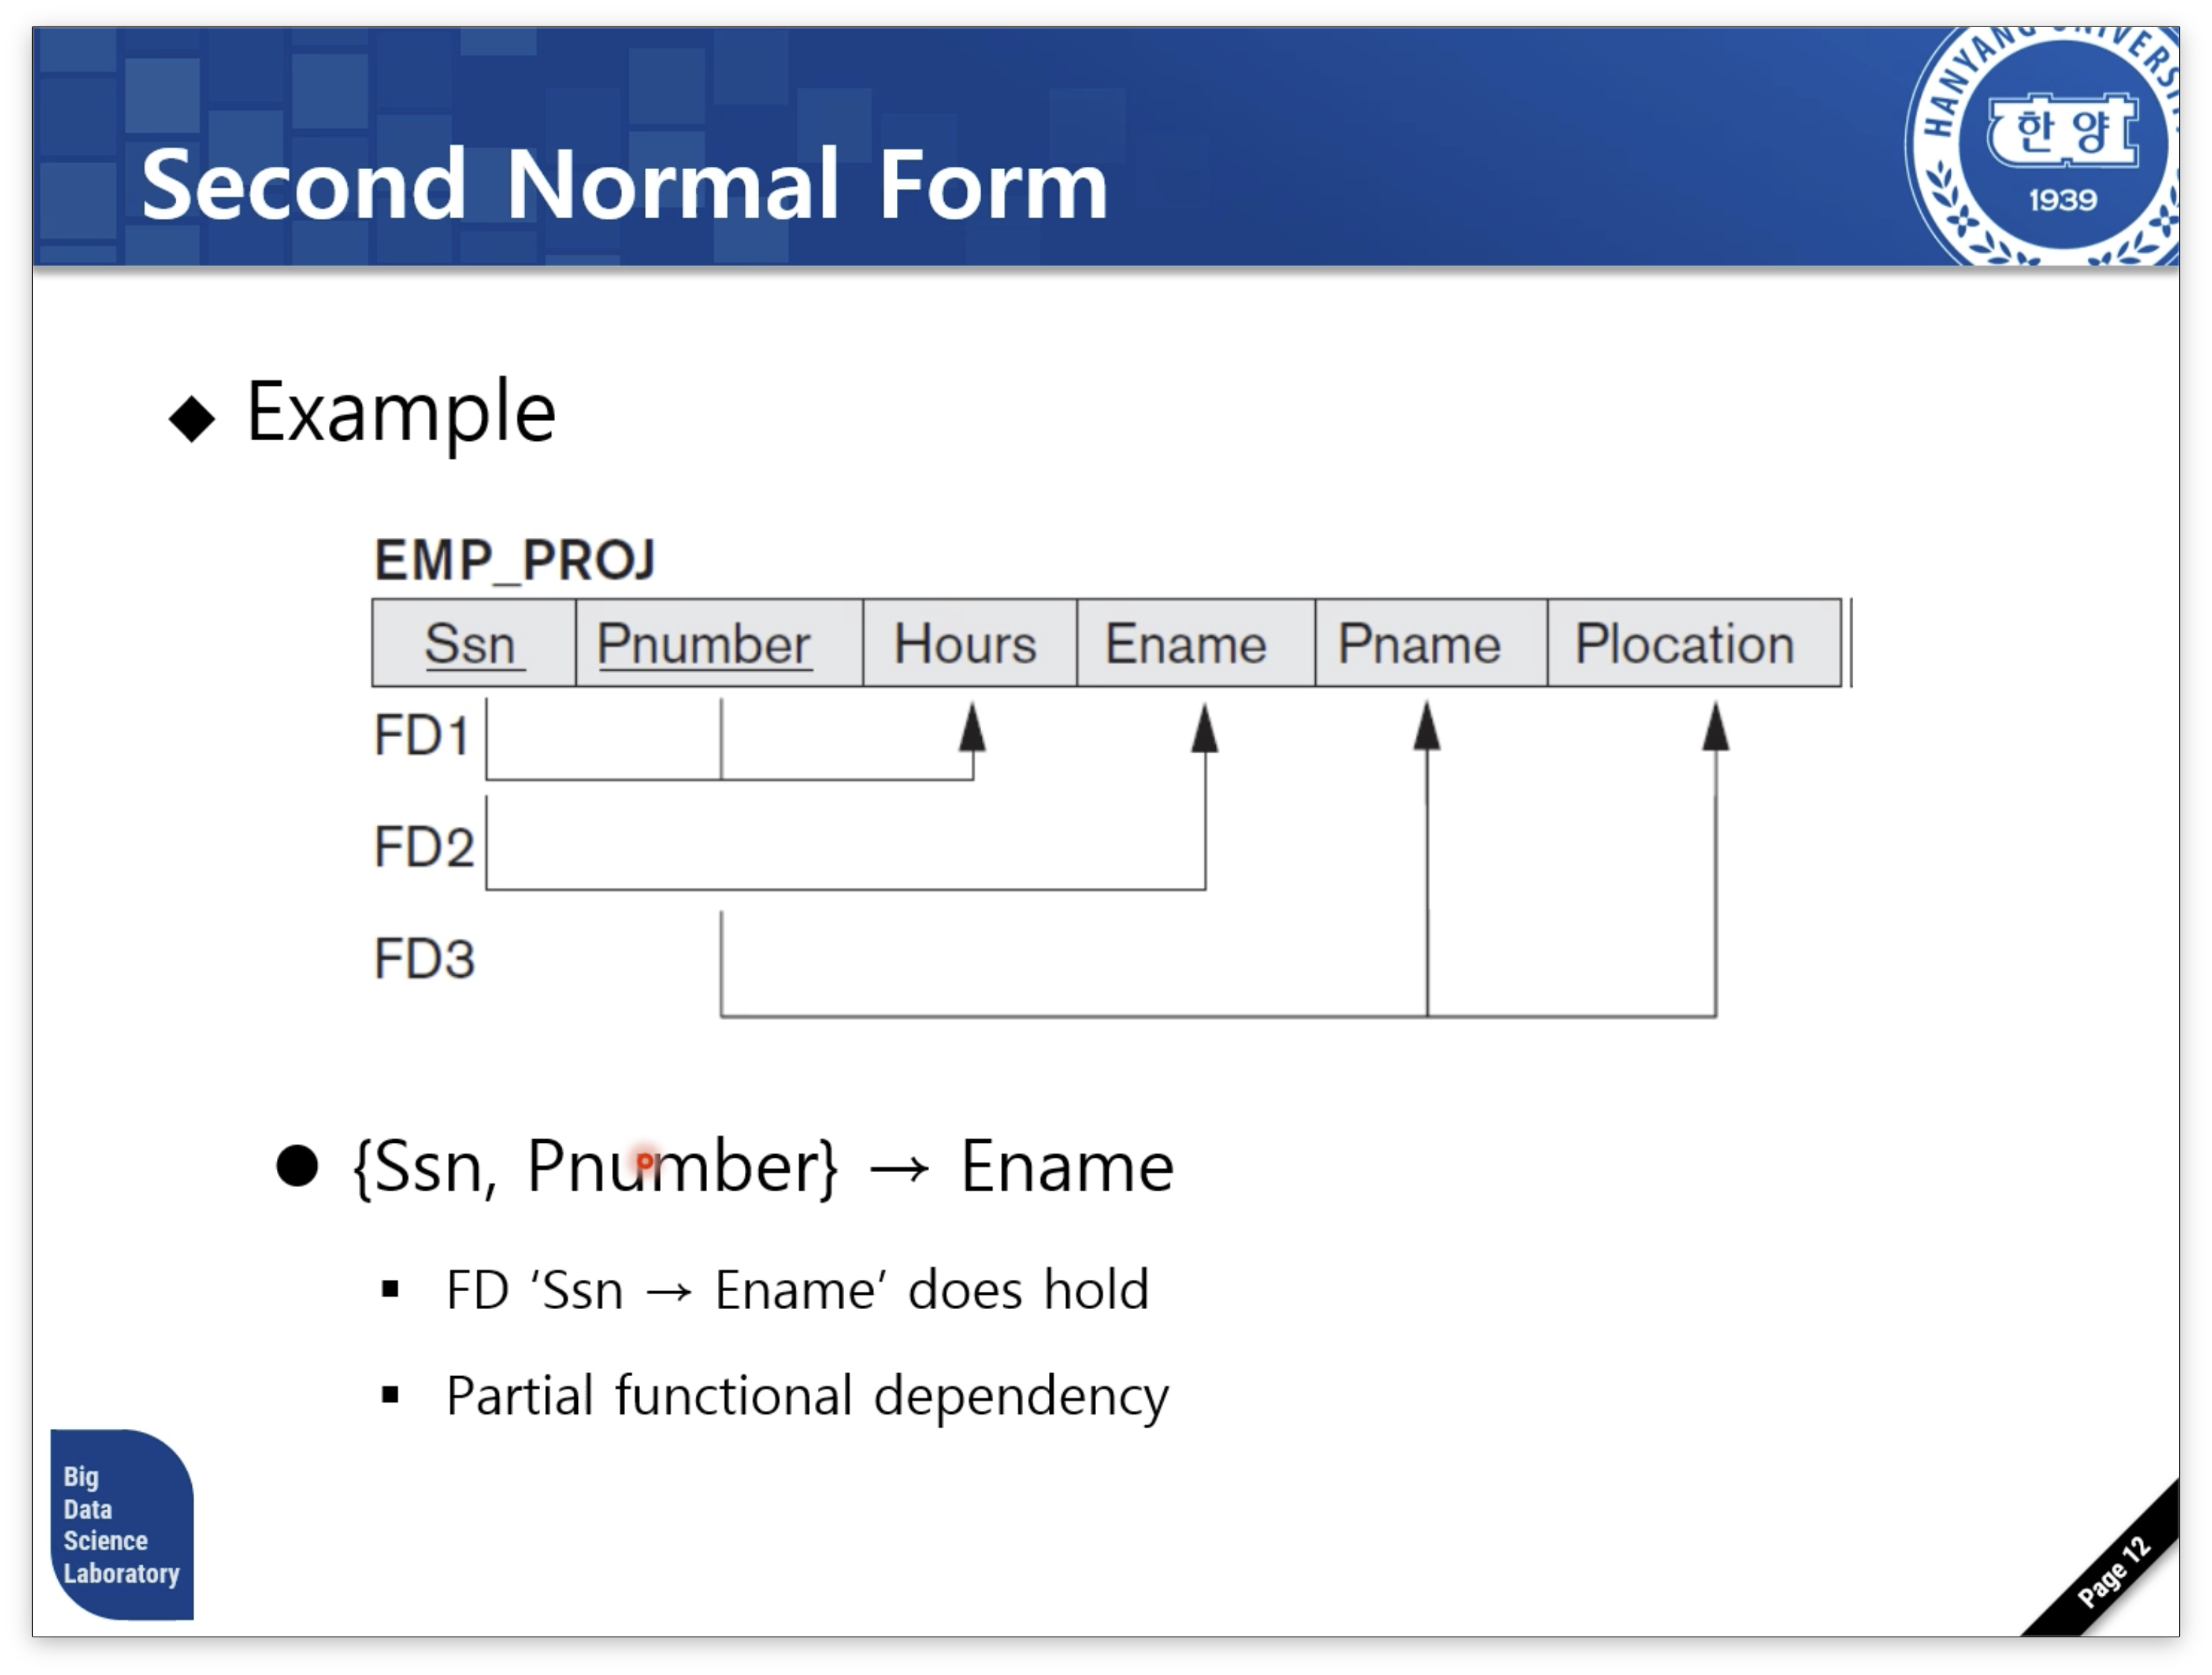 HANYANG UNIVERSI
한양
1939
Second Normal Form
Example
EMP_PROJ
Ssn Pnumber Hours Ename Pname Plocation
FD1
FD2
FD3
{Ssn, Pnumber} → Ename
FD ‘Ssn → Ename’ does hold
Partial functional dependency
Big
Data
Science
Laboratory
Page 12